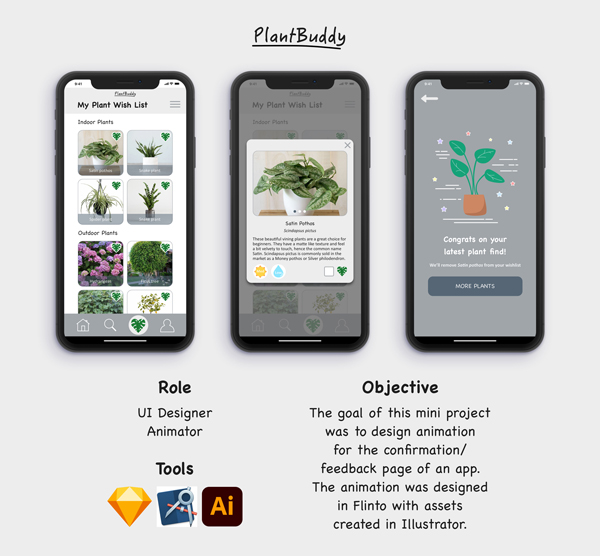 PlantBuddy
9:41
PlantBuddy
My Plant Wish List
Indoor Plants
Satin pothos
Snake plant
Spider plant
Outdoor Plants
9:41
My Plant Wish List
Indoor Plants
Satin Pothos
Scindapsus pictus
These beautiful vining plants are a great choice for
beginners. They have a matte like texture and feel a
bit velvety to touch, hence the common name
Satin. Scindapsus pictus is commonly sold in the
market as a Money pothos or Silver philodendron.
9:41
Congrats on your
latest plant find!
We'll remove Satin pothos from your wishlist
MORE PLANTS
Role
UI Designer
Animator
Tools
Ai
Objective
The goal of this mini project
was to design animation
for the confirmation/
feedback page of an app.
The animation was designed
in Flinto with assets
created in Illustrator.